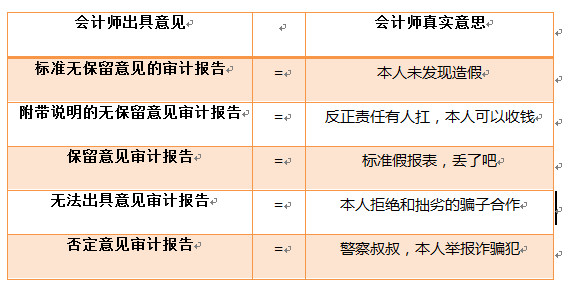 会计师出具意见 会计师真实意思
标准无保留意见的审计报告 = 本人未发现造假
附带说明的无保留意见审计报告 = 反正责任有人扛，本人可以收钱
保留意见审计报告 = 标准假报表，丢了吧
无法出具意见审计报告 = 本人拒绝和拙劣的骗子合作
否定意见审计报告 = 警察叔叔，本人举报诈骗犯